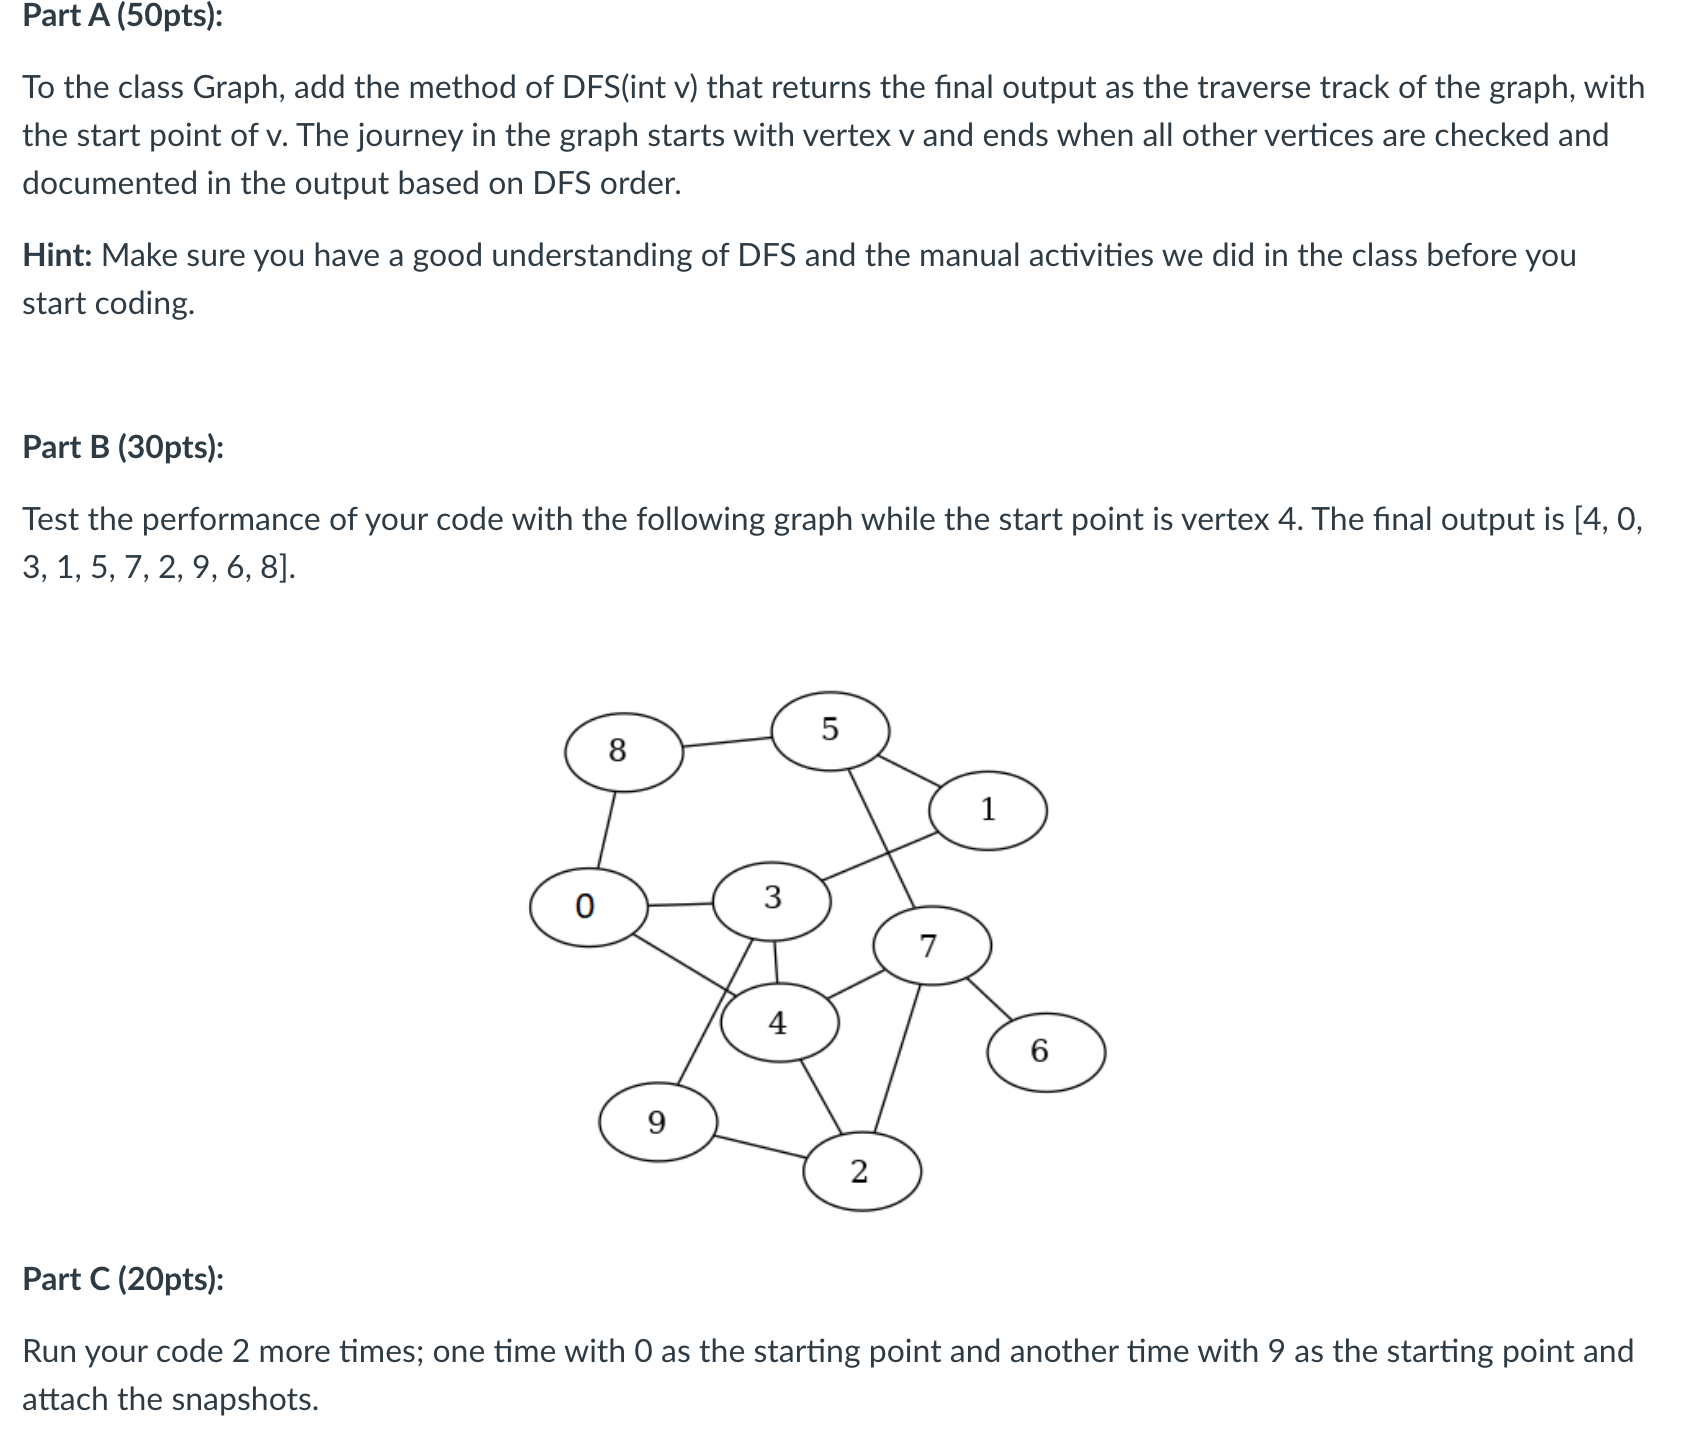 Part A (50pts):
To the class Graph, add the method of DFS(int v) that returns the final output as the traverse track of the graph, with
the start point of v. The journey in the graph starts with vertex v and ends when all other vertices are checked and
documented in the output based on DFS order.
Hint: Make sure you have a good understanding of DFS and the manual activities we did in the class before you
start coding.
Part B (30pts):
Test the performance of your code with the following graph while the start point is vertex 4. The final output is [4, 0,
3, 1, 5, 7, 2, 9, 6, 8].
5
8
1
3
0
7
4
6
9
2
Part C (20pts):
Run your code 2 more times; one time with 0 as the starting point and another time with 9 as the starting point and
attach the snapshots.